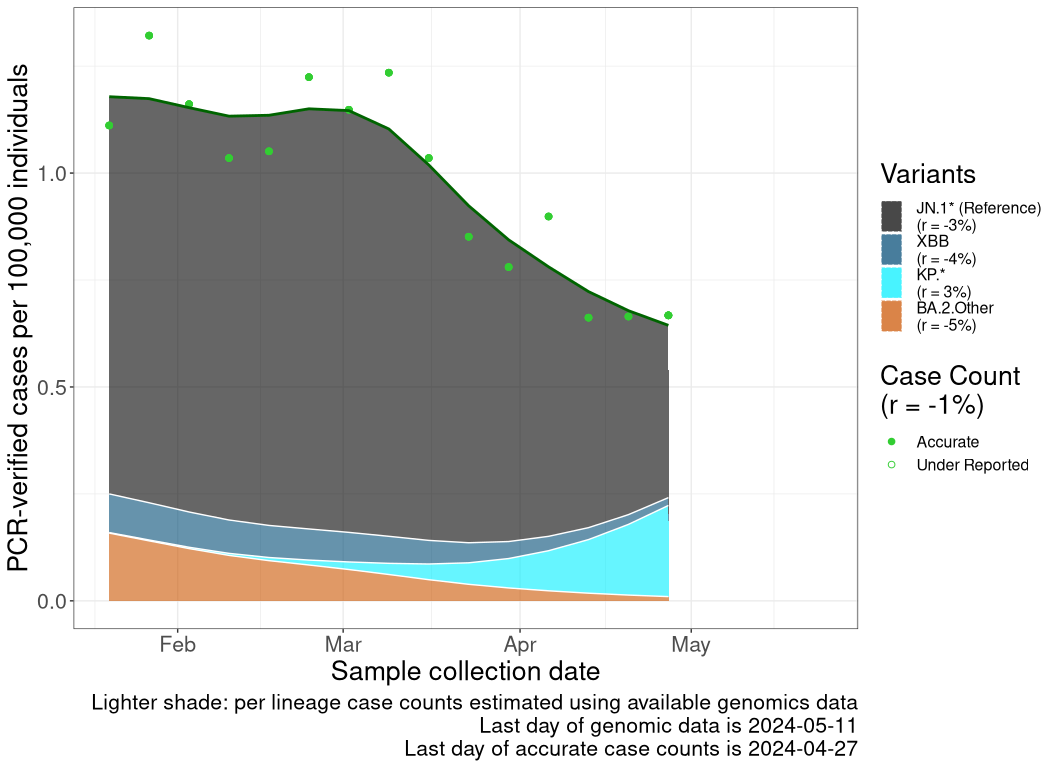 PCR-verified cases per 100,000 individuals
1.0
0.5
0.0
Feb Mar Apr May
Sample collection date
Lighter shade: per lineage case counts estimated using available genomics data
Last day of genomic data is 2024-05-11
Last day of accurate case counts is 2024-04-27
Variants
JN.1* (Reference)
(r = -3%)
XBB
(r = -4%)
KP.*
(r = 3%)
BA.2.Other
(r = -5%)
Case Count
(r = -1%)
Accurate
Under Reported